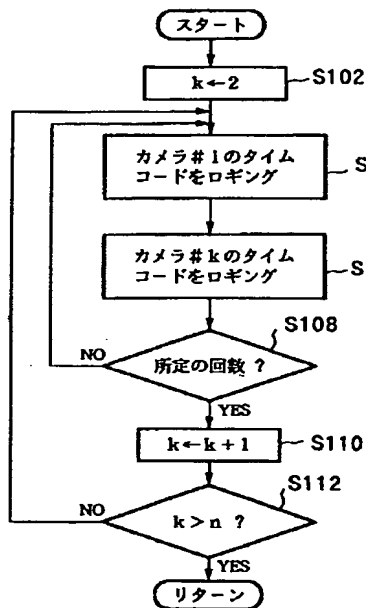 スタート
k←2
S102
カメラ#1のタイム
コードをロギング
S
カメラ#kのタイム
コードをロギング
S
S108
所定の回数 ?
NO
YES
k←k+1
S110
S112
k>n ?
NO
YES
リターン